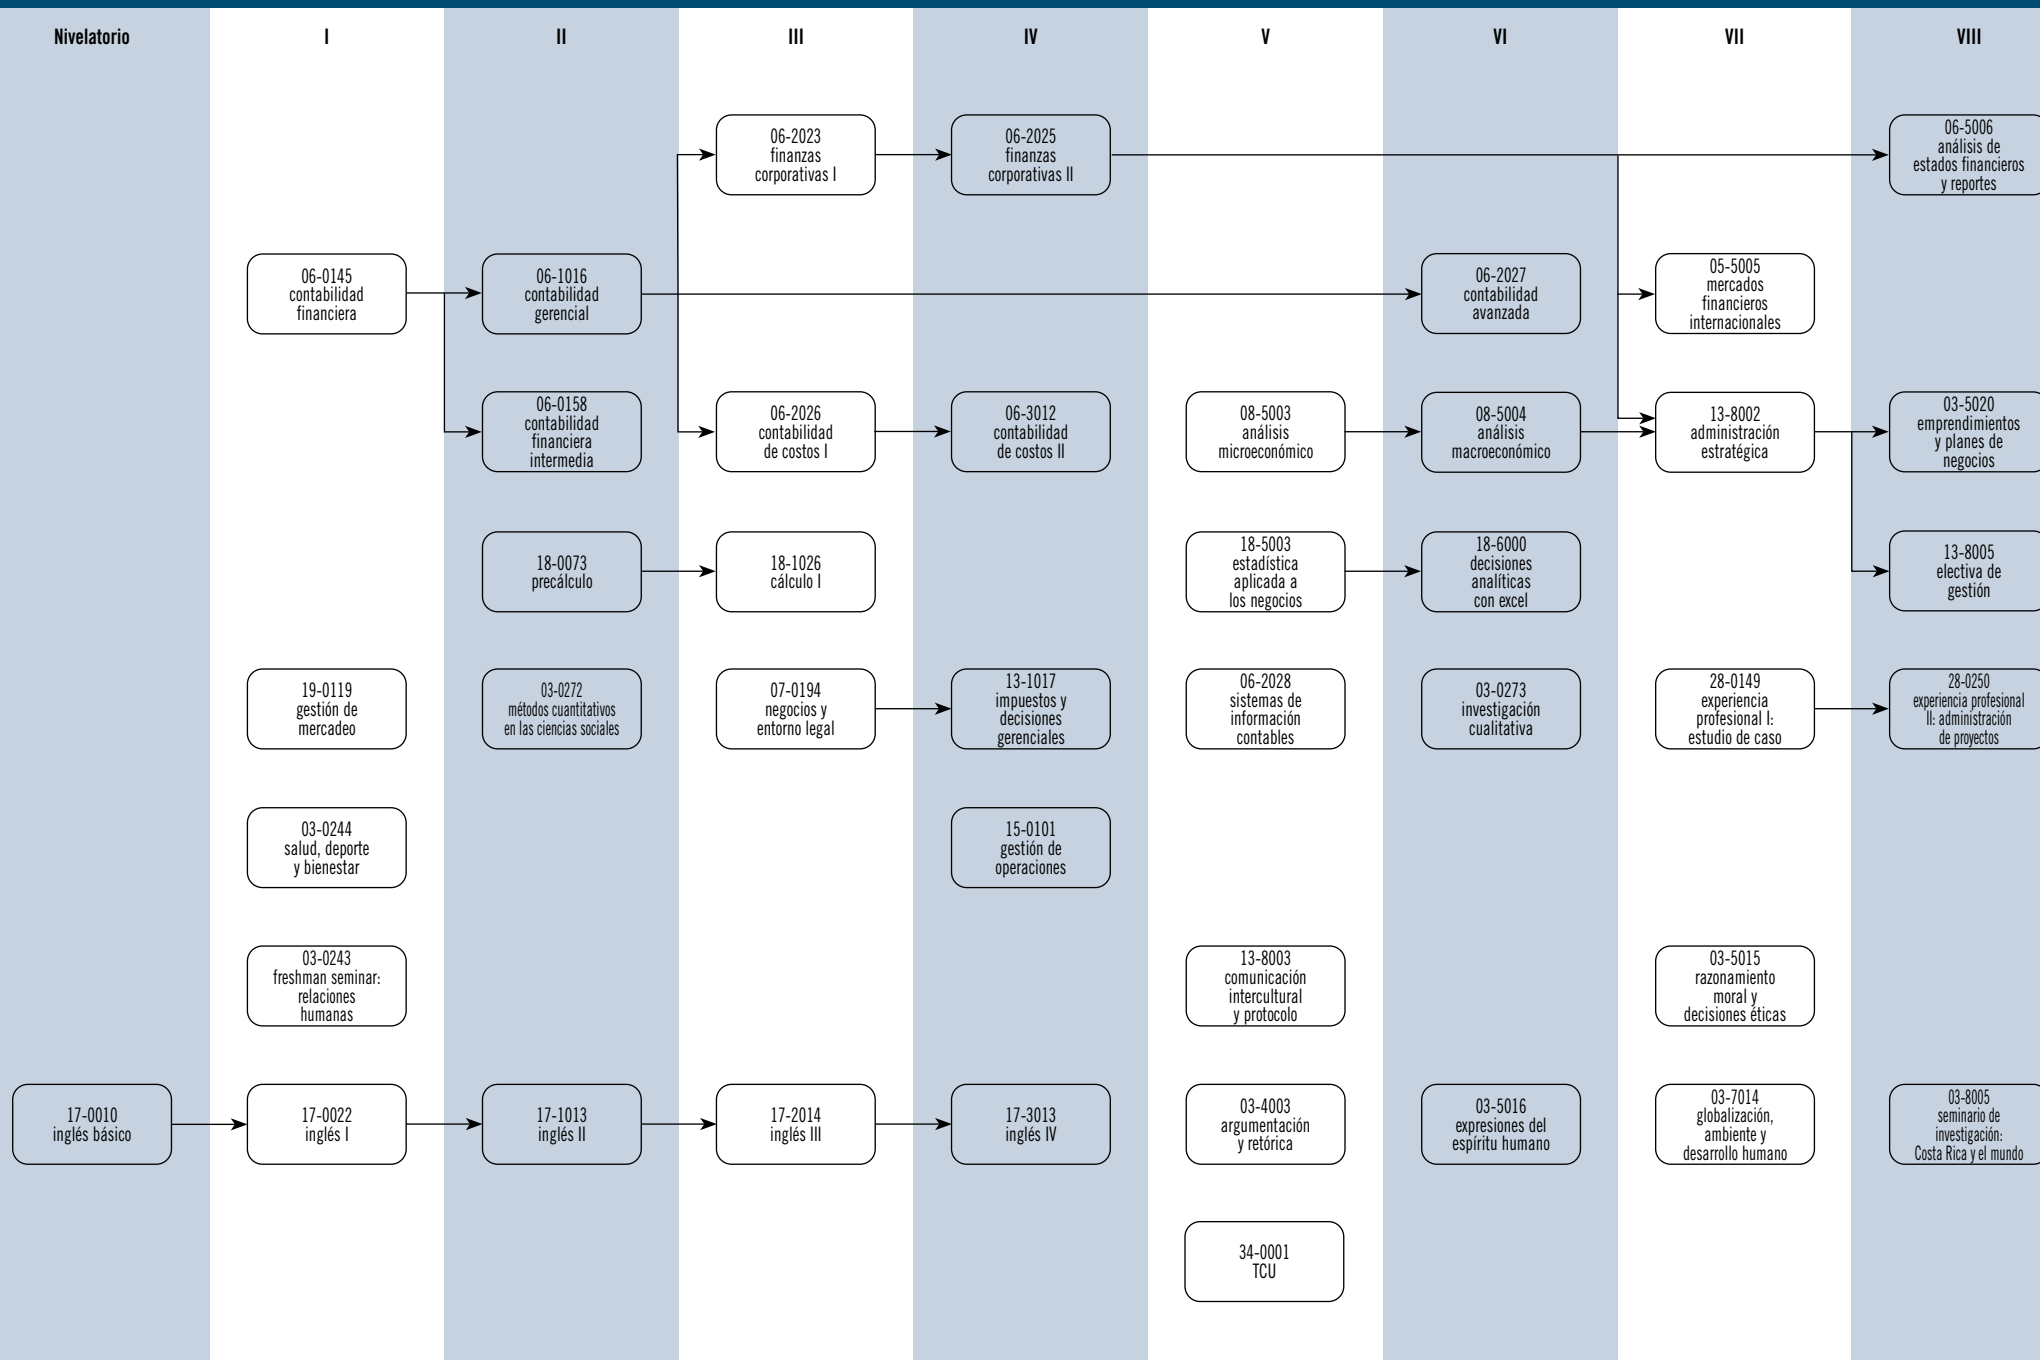 Nivelatorio
I
II
III
IV
V
VI
VII
VIII
06-2023
finanzas
corporativas I
06-2025
finanzas
corporativas II
06-5006
análisis de
estados financieros
y reportes
06-0145
contabilidad
financiera
06-1016
contabilidad
gerencial
06-2027
contabilidad
avanzada
05-5005
mercados
financieros
internacionales
06-0158
contabilidad
financiera
intermedia
06-2026
contabilidad
de costos I
06-3012
contabilidad
de costos II
08-5003
análisis
microeconómico
08-5004
análisis
macroeconómico
13-8002
administración
estratégica
03-5020
emprendimientos
y planes de
negocios
18-0073
precálculo
18-1026
cálculo I
18-5003
estadística
aplicada a
los negocios
18-6000
decisiones
analíticas
con excel
13-8005
electiva de
gestión
19-0119
gestión de
mercadeo
03-0272
métodos cuantitativos
en las ciencias sociales
07-0194
negocios y
entorno legal
13-1017
impuestos y
decisiones
gerenciales
06-2028
sistemas de
información
contables
03-0273
investigación
cualitativa
28-0149
experiencia
profesional I:
estudio de caso
28-0250
experiencia profesional
II: administración
de proyectos
03-0244
salud, deporte
y bienestar
15-0101
gestión de
operaciones
03-0243
freshman seminar:
relaciones
humanas
13-8003
comunicación
intercultural
y protocolo
03-5015
razonamiento
moral y
decisiones éticas
17-0010
inglés básico
17-0022
inglés I
17-1013
inglés II
17-2014
inglés III
17-3013
inglés IV
03-4003
argumentación
y retórica
03-5016
expresiones del
espíritu humano
03-7014
globalización,
ambiente y
desarrollo humano
03-8005
seminario de
investigación:
Costa Rica y el mundo
34-0001
TCU